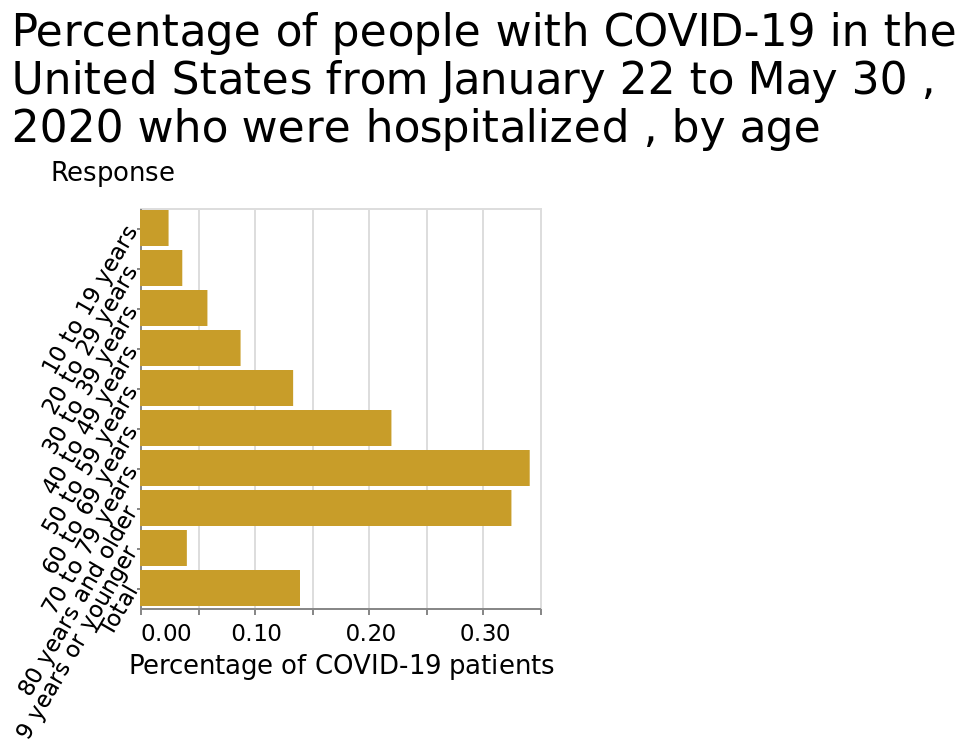 Percentage of people with COVID-19 in the
United States from January 22 to May 30 ,
2020 who were hospitalized , by age
Response
10 to 19 years
20 to 29 years
30 to 39 years
40 to 49 years
50 to 59 years
60 to 69 years
70 to 79 years
80 years and older
9 years or younger
Total
0.00 0.10 0.20 0.30
Percentage of COVID-19 patients